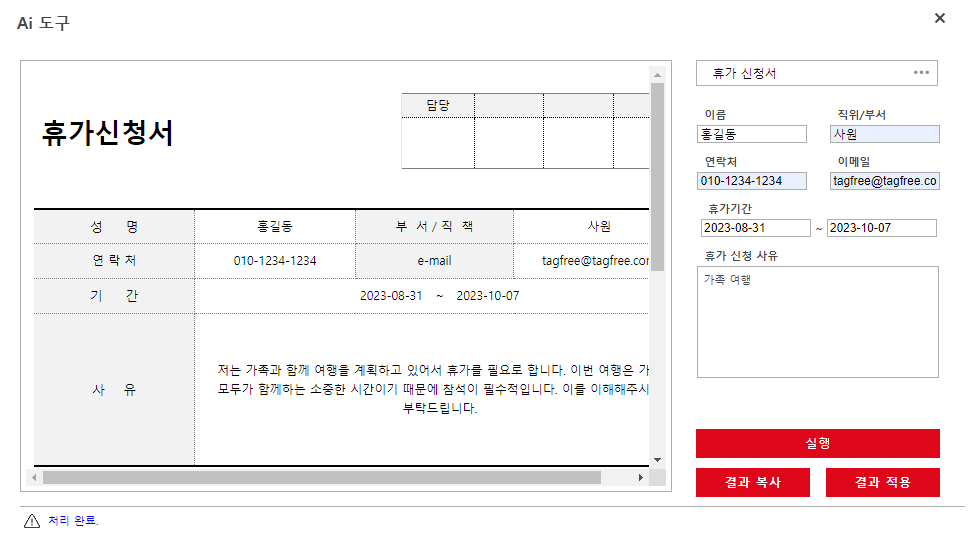 Ai 도구
휴가신청서
담당
성 명 홍길동 부 서 / 직 책 사원
연 락 처 010-1234-1234 e-mail tagfree@tagfree.com
기 간 2023-08-31 ~ 2023-10-07
사 유
저는 가족과 함께 여행을 계획하고 있어서 휴가를 필요로 합니다. 이번 여행은 가
모두가 함께하는 소중한 시간이기 때문에 참석이 필수적입니다. 이를 이해해주시
부탁드립니다.
휴가 신청서 •••
이름 직위/부서
홍길동 사원
연락처 이메일
010-1234-1234 tagfree@tagfree.co
휴가기간
2023-08-31 ~ 2023-10-07
휴가 신청 사유
가족 여행
실행
결과 복사 결과 적용
처리 완료.